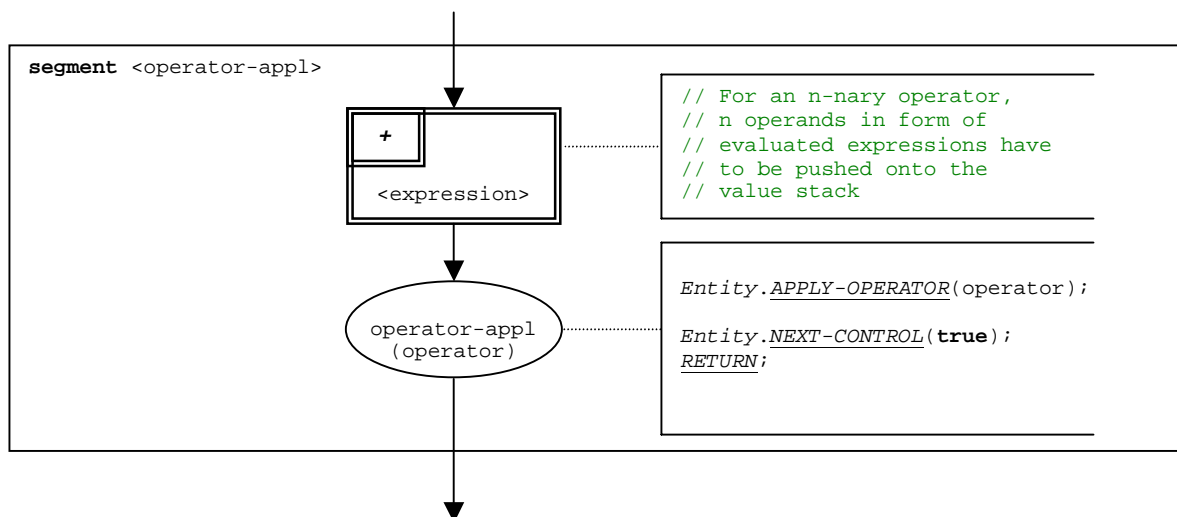 segment <operator-appl>
+
<expression>
// For an n-nary operator,
// n operands in form of
// evaluated expressions have
// to be pushed onto the
// value stack
operator-appl
(operator)
Entity.APPLY-OPERATOR(operator);
Entity.NEXT-CONTROL(true);
RETURN;